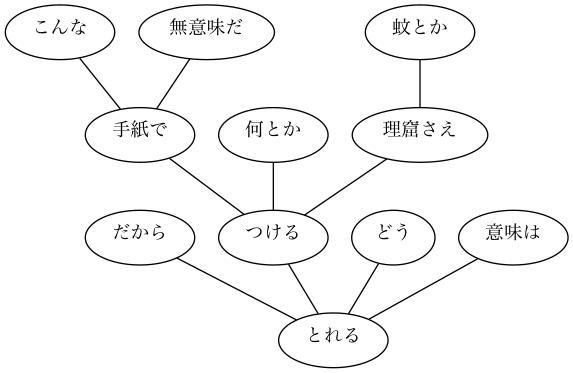 こんな 無意味だ 蚊とか
手紙で 何とか 理窟さえ
だから つける どう 意味は
とれる